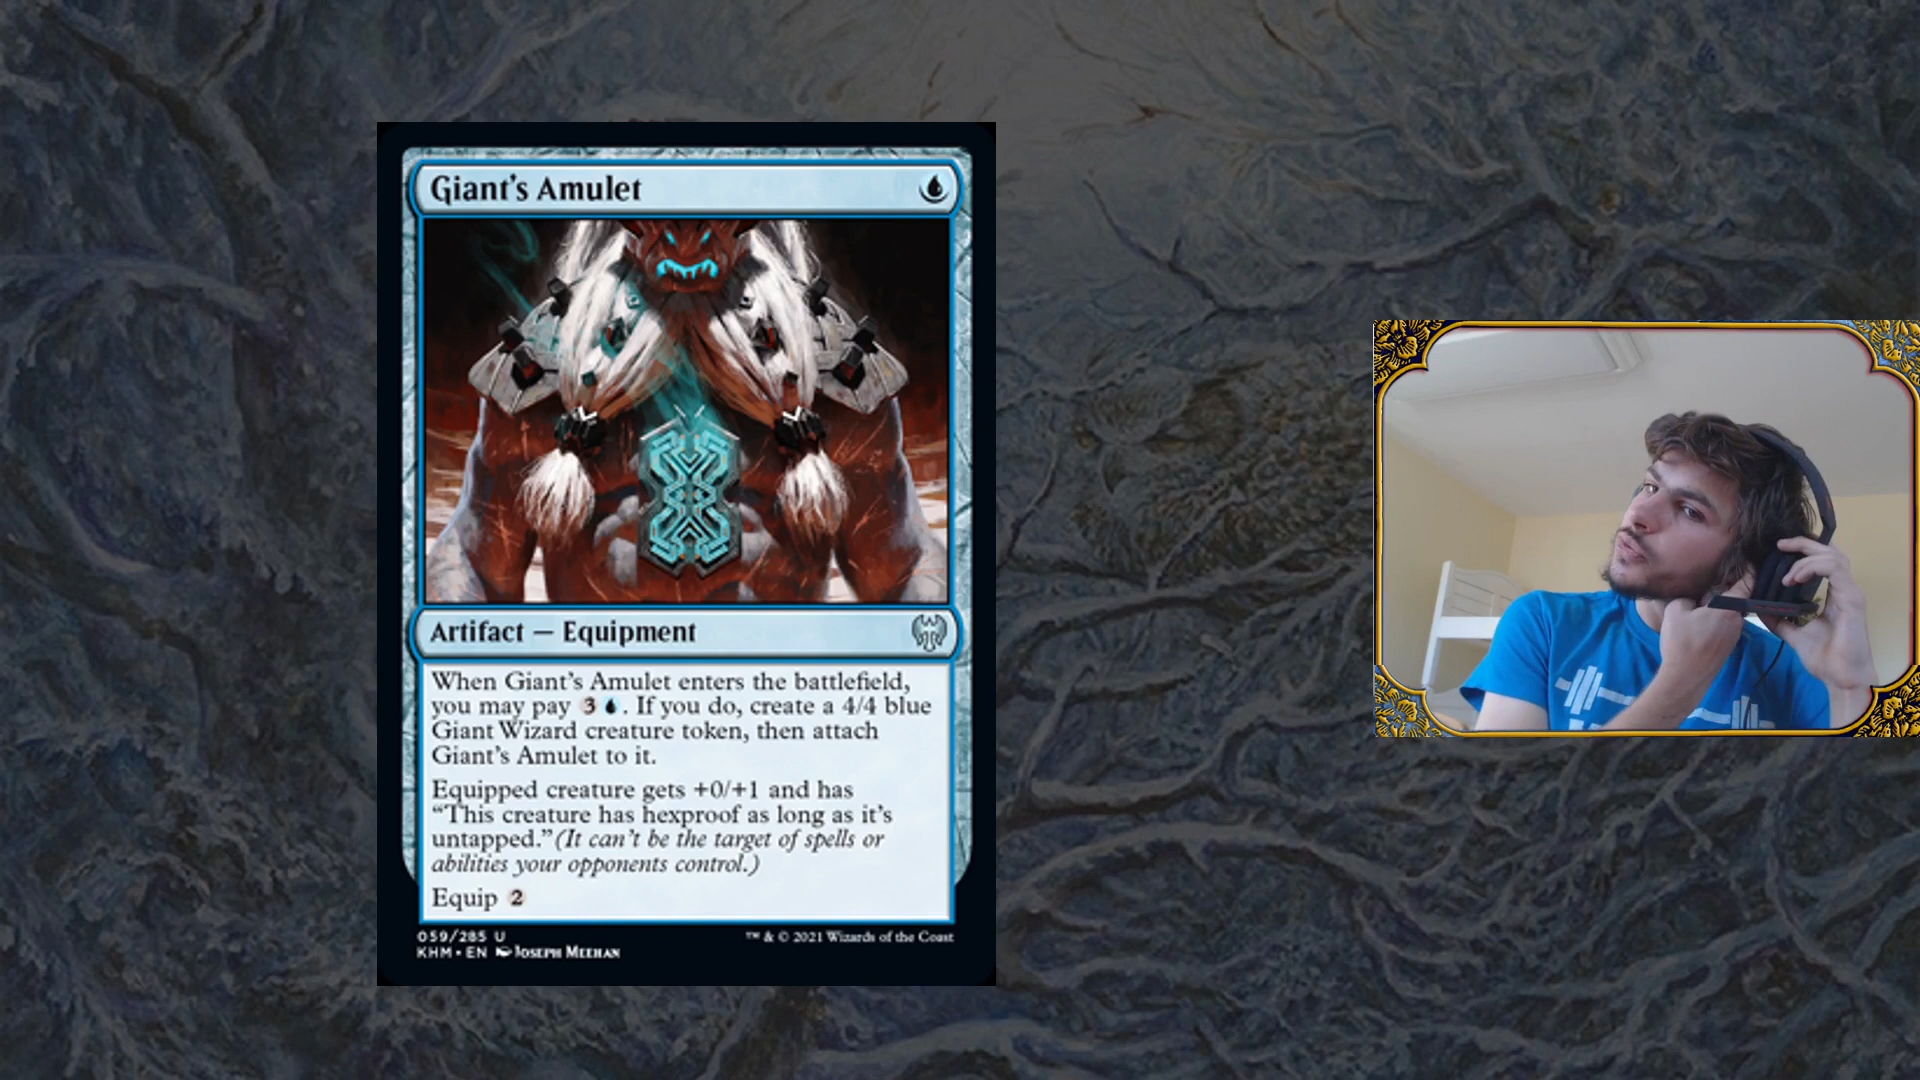 Giant's Amulet
Artifact — Equipment
When Giant's Amulet enters the battlefield,
you may pay 3. If you do, create a 4/4 blue
Giant Wizard creature token, then attach
Giant's Amulet to it.
Equipped creature gets +0/+1 and has
"This creature has hexproof as long as it's
untapped." (It can't be the target of spells or
abilities your opponents control.)
Equip 2
059/285 U
KHM • EN Joseph Meehan
™ & © 2021 Wizards of the Coast